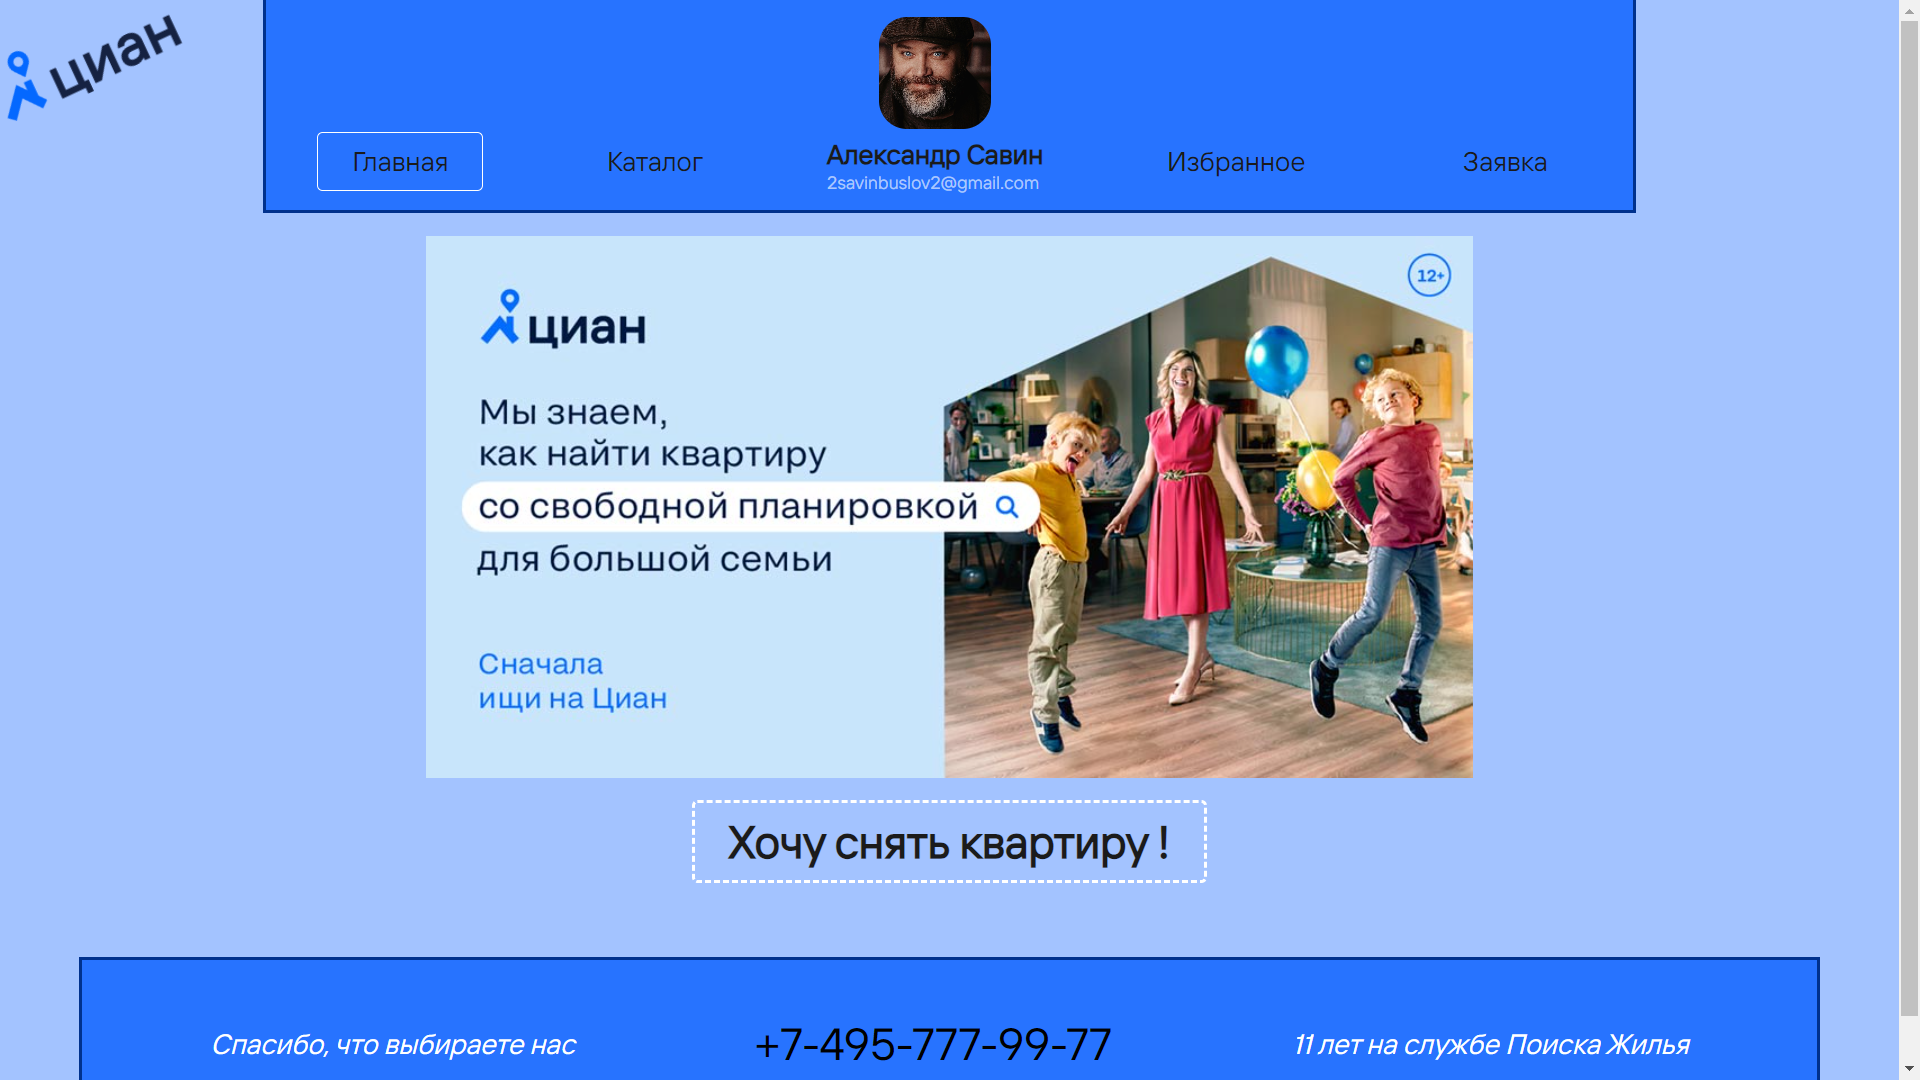 циан
Главная
Каталог
Александр Савин
2savinbuslov2@gmail.com
Избранное
Заявка
12+
циан
Мы знаем,
как найти квартиру
со свободной планировкой
для большой семьи
Сначала
ищи на Циан
Хочу снять квартиру !
Спасибо, что выбираете нас
+7-495-777-99-77
11 лет на службе Поиска Жилья